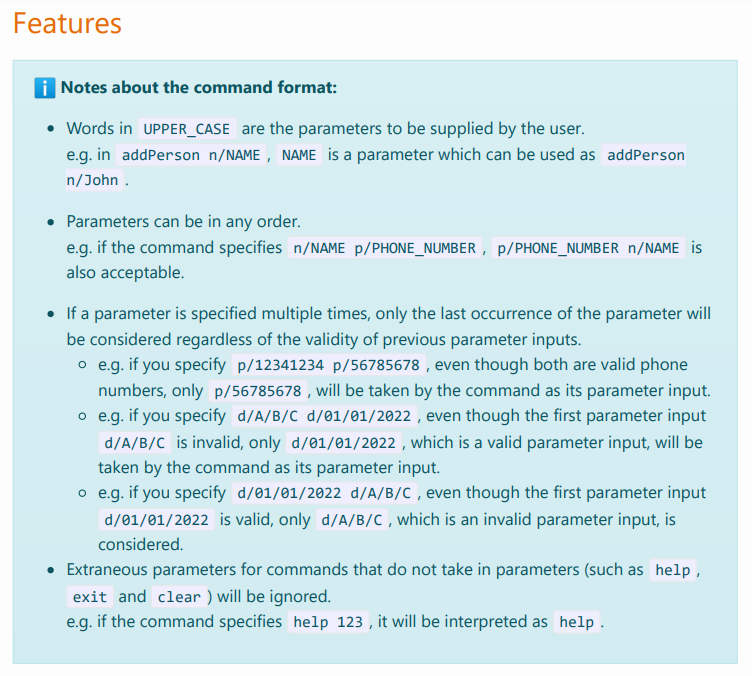 Features
Notes about the command format:
• Words in UPPER_CASE are the parameters to be supplied by the user.
e.g. in addPerson n/NAME , NAME is a parameter which can be used as addPerson
n/John .
• Parameters can be in any order.
e.g. if the command specifies n/NAME p/PHONE_NUMBER , p/PHONE_NUMBER n/NAME is
also acceptable.
• If a parameter is specified multiple times, only the last occurrence of the parameter will
be considered regardless of the validity of previous parameter inputs.
○ e.g. if you specify p/12341234 p/56785678 , even though both are valid phone
numbers, only p/56785678 , will be taken by the command as its parameter input.
○ e.g. if you specify d/A/B/C d/01/01/2022 , even though the first parameter input
d/A/B/C is invalid, only d/01/01/2022 , which is a valid parameter input, will be
taken by the command as its parameter input.
○ e.g. if you specify d/01/01/2022 d/A/B/C , even though the first parameter input
d/01/01/2022 is valid, only d/A/B/C , which is an invalid parameter input, is
considered.
• Extraneous parameters for commands that do not take in parameters (such as help ,
exit and clear ) will be ignored.
e.g. if the command specifies help 123 , it will be interpreted as help .